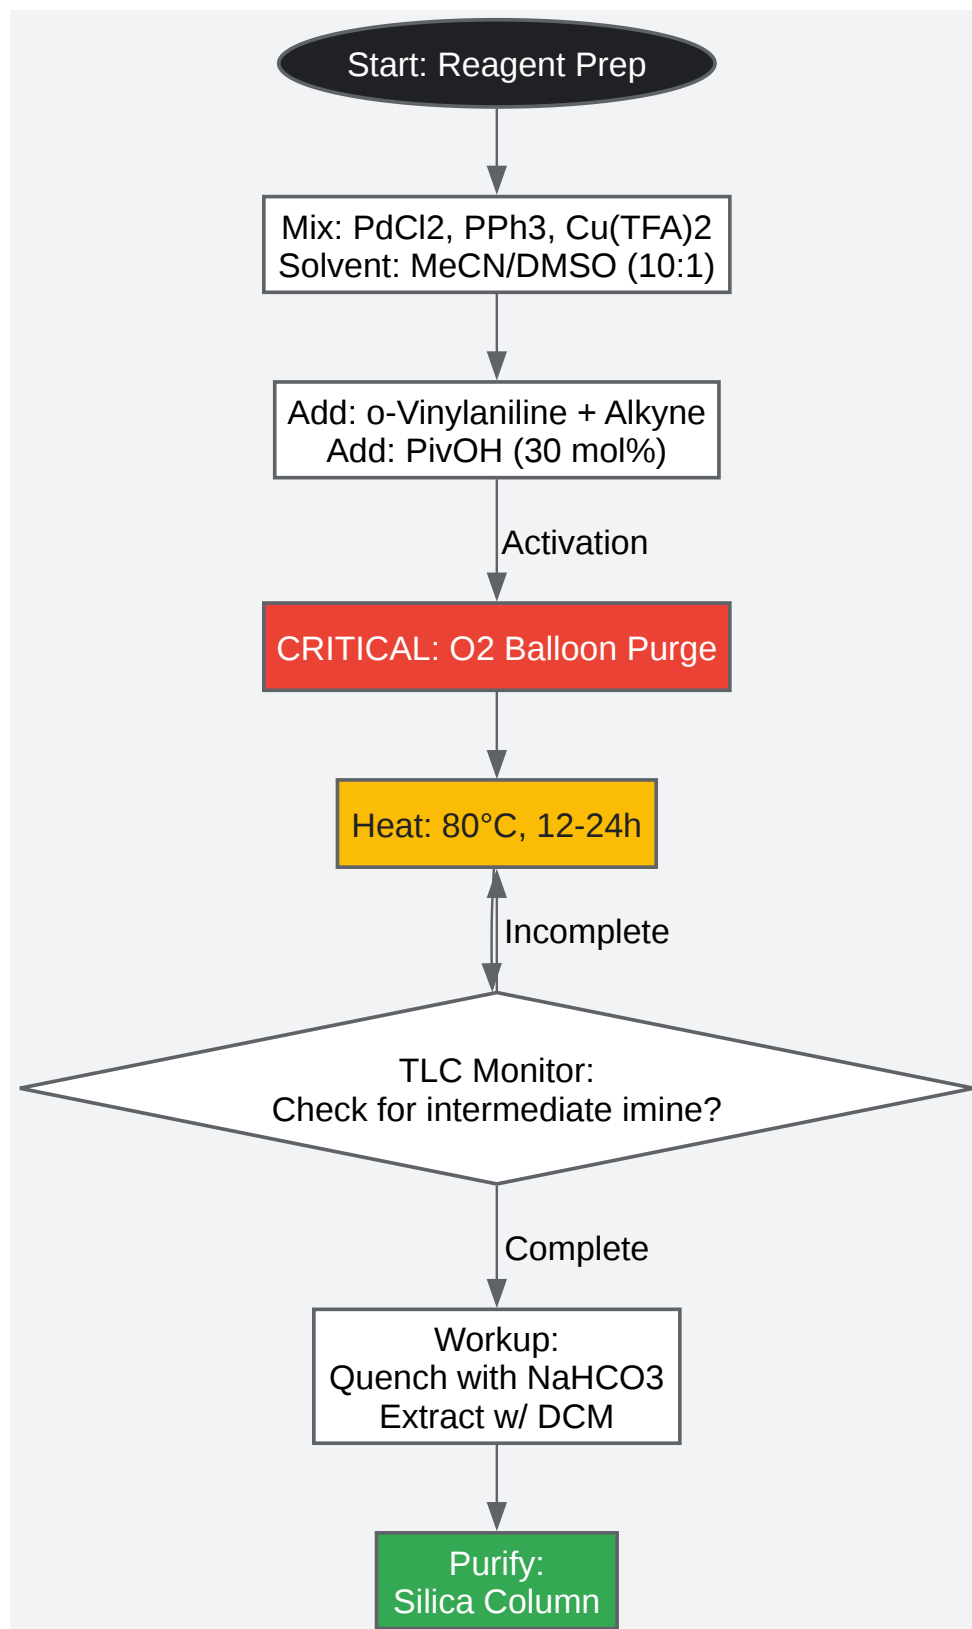 Start: Reagent Prep
Mix: PdCl2, PPh3, Cu(TFA)2
Solvent: MeCN/DMSO (10:1)
Add: o-Vinylaniline + Alkyne
Add: PivOH (30 mol%)
Activation
CRITICAL: O2 Balloon Purge
Heat: 80°C, 12-24h
Incomplete
TLC Monitor:
Check for intermediate imine?
Complete
Workup:
Quench with NaHCO3
Extract w/ DCM
Purify:
Silica Column